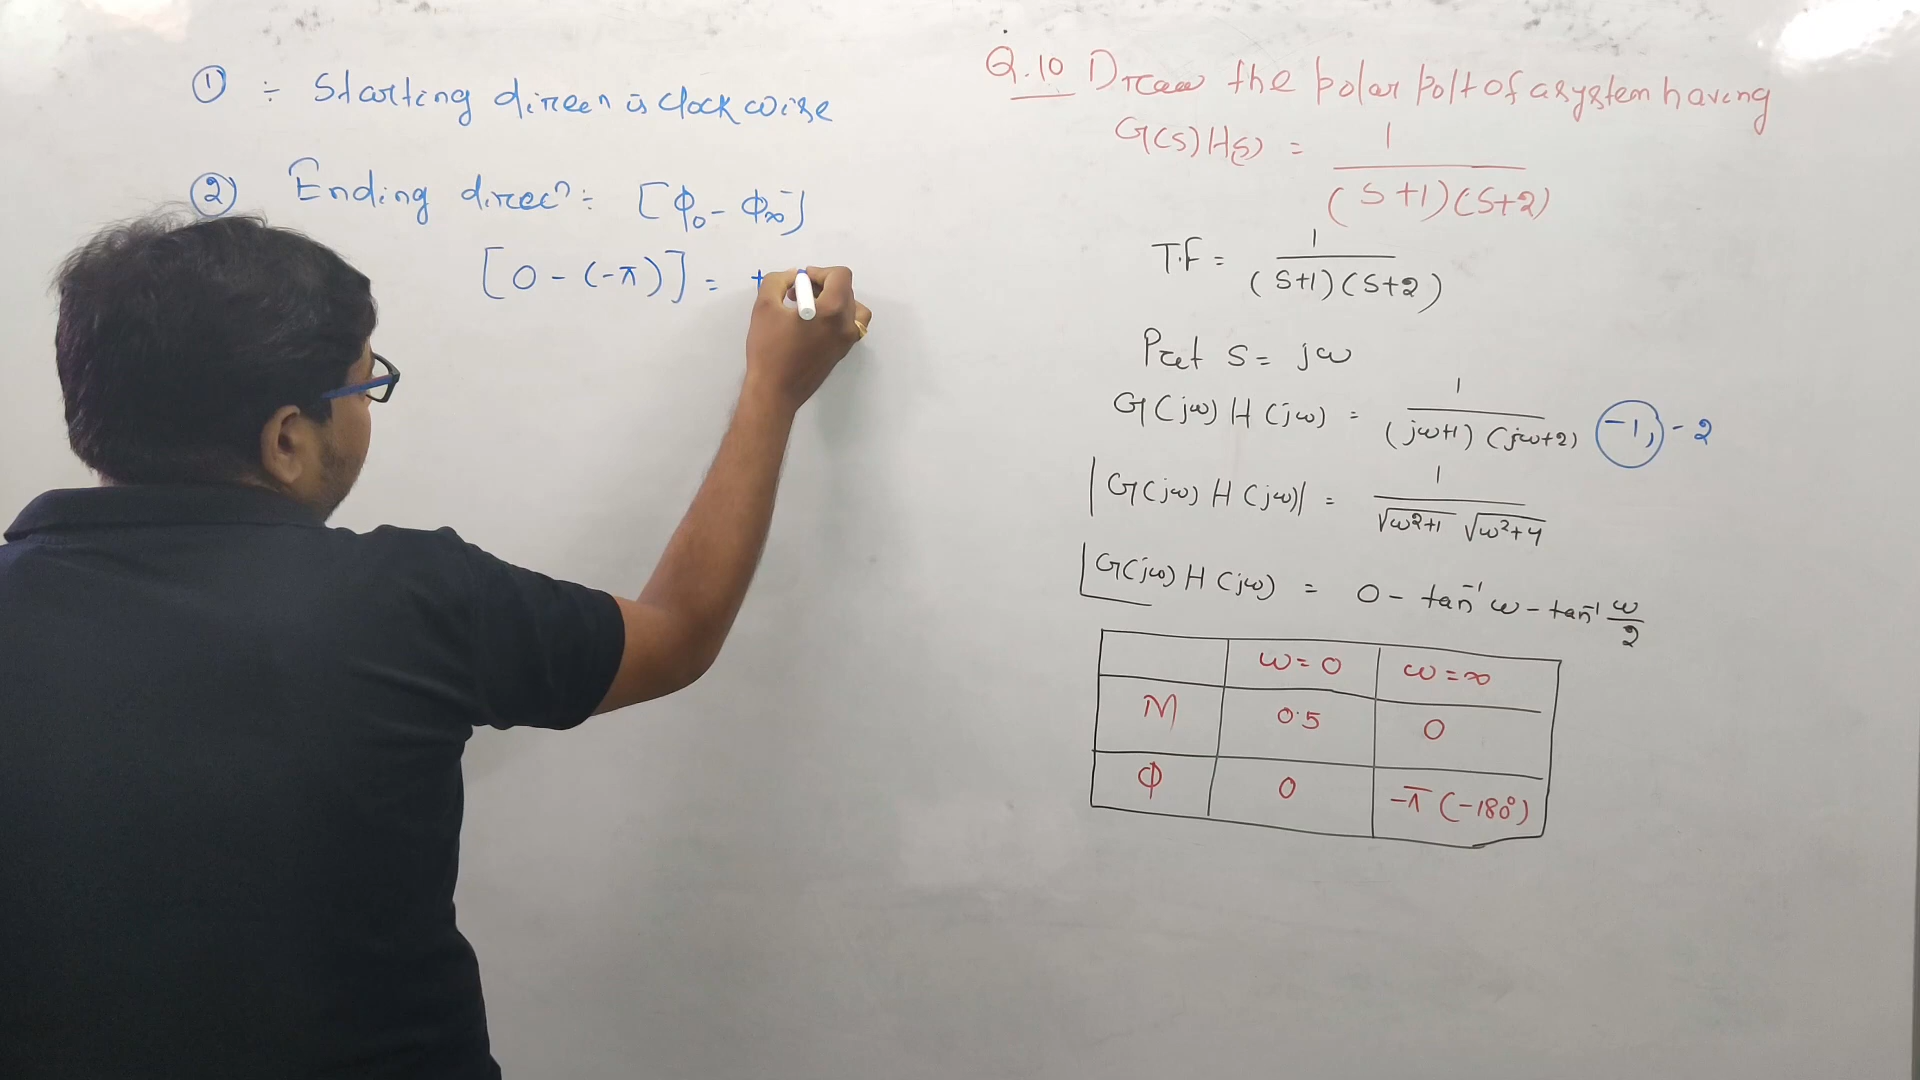 ① ÷ Starting direcn is clockwise
② Ending direcⁿ ÷ [ϕ₀ - ϕ∞]
[0 - (-π)] = +
Q.10 Draw the polar polt of a system having
G(s)H(s) = 1 / (S+1)(S+2)
T.F = 1 / (S+1)(S+2)
Put S = jω
G(jω)H(jω) = 1 / (jω+1)(jω+2) -1, -2
|G(jω)H(jω)| = 1 / √ω²+1 √ω²+4
∠G(jω)H(jω) = 0 - tan⁻¹ ω - tan⁻¹ ω/2
ω=0 ω=∞
M 0.5 0
ϕ 0 -π (-180°)